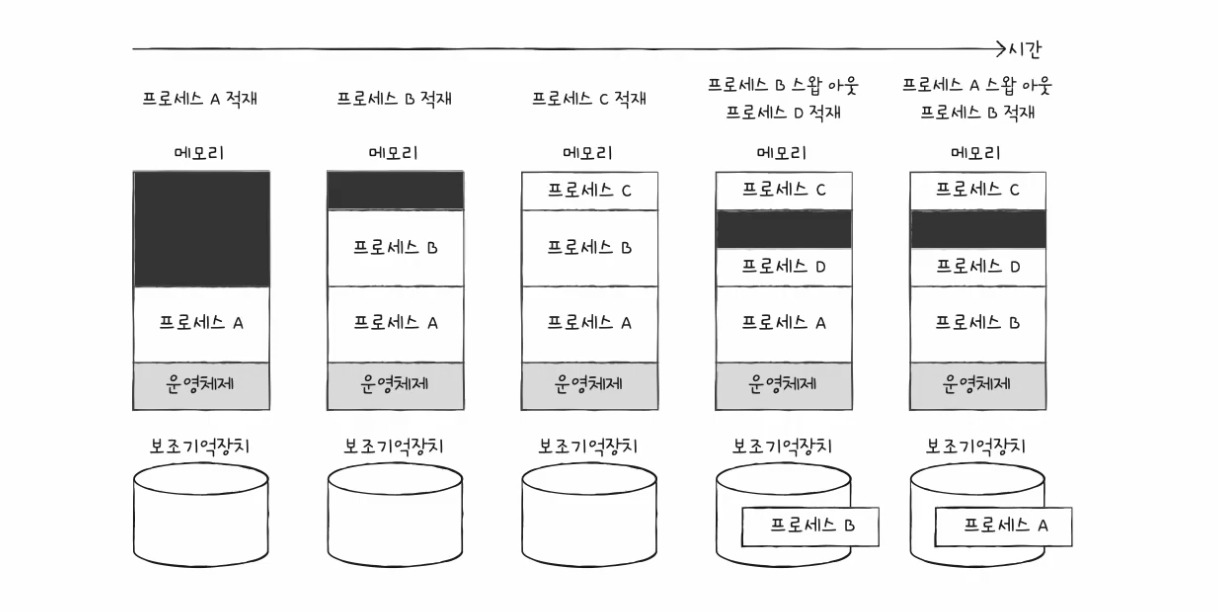 시간
프로세스 A 적재
프로세스 B 적재
프로세스 C 적재
프로세스 B 스왑 아웃
프로세스 D 적재
프로세스 A 스왑 아웃
프로세스 B 적재
메모리
프로세스 A
운영체제
보조기억장치
메모리
프로세스 B
프로세스 A
운영체제
보조기억장치
메모리
프로세스 C
프로세스 B
프로세스 A
운영체제
보조기억장치
메모리
프로세스 C
프로세스 D
프로세스 A
운영체제
보조기억장치
프로세스 B
메모리
프로세스 C
프로세스 D
프로세스 B
운영체제
보조기억장치
프로세스 A